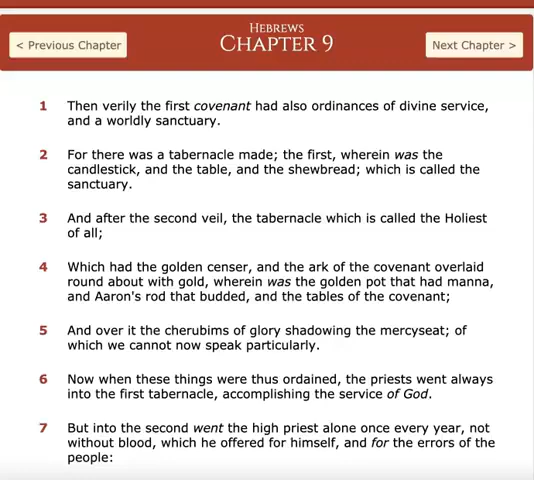 HEBREWS
< Previous Chapter CHAPTER 9 Next Chapter >
1 Then verily the first covenant had also ordinances of divine service,
and a worldly sanctuary.
2 For there was a tabernacle made; the first, wherein was the
candlestick, and the table, and the shewbread; which is called the
sanctuary.
3 And after the second veil, the tabernacle which is called the Holiest
of all;
4 Which had the golden censer, and the ark of the covenant overlaid
round about with gold, wherein was the golden pot that had manna,
and Aaron's rod that budded, and the tables of the covenant;
5 And over it the cherubims of glory shadowing the mercyseat; of
which we cannot now speak particularly.
6 Now when these things were thus ordained, the priests went always
into the first tabernacle, accomplishing the service of God.
7 But into the second went the high priest alone once every year, not
without blood, which he offered for himself, and for the errors of the
people: